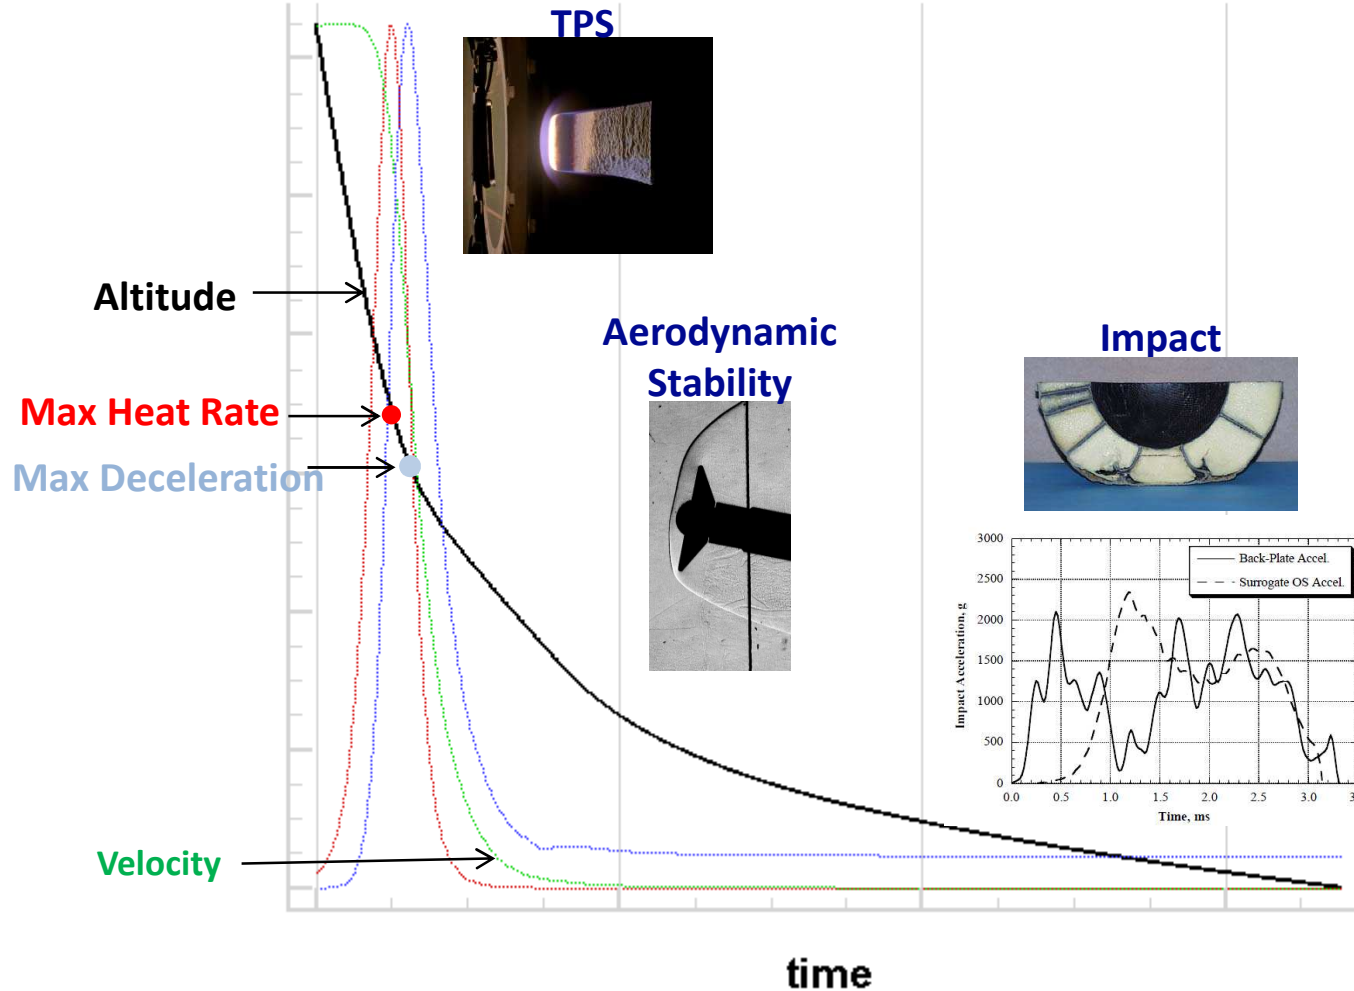 TPS
Altitude
Aerodynamic
Stability
Impact
Max Heat Rate
Max Deceleration
3000
2500
2000
1500
1000
500
0
Impact Acceleration, g
Back-Plate Accel.
Surrogate OS Accel.
0.0 0.5 1.0 1.5 2.0 2.5 3.0
Time, ms
Velocity
time